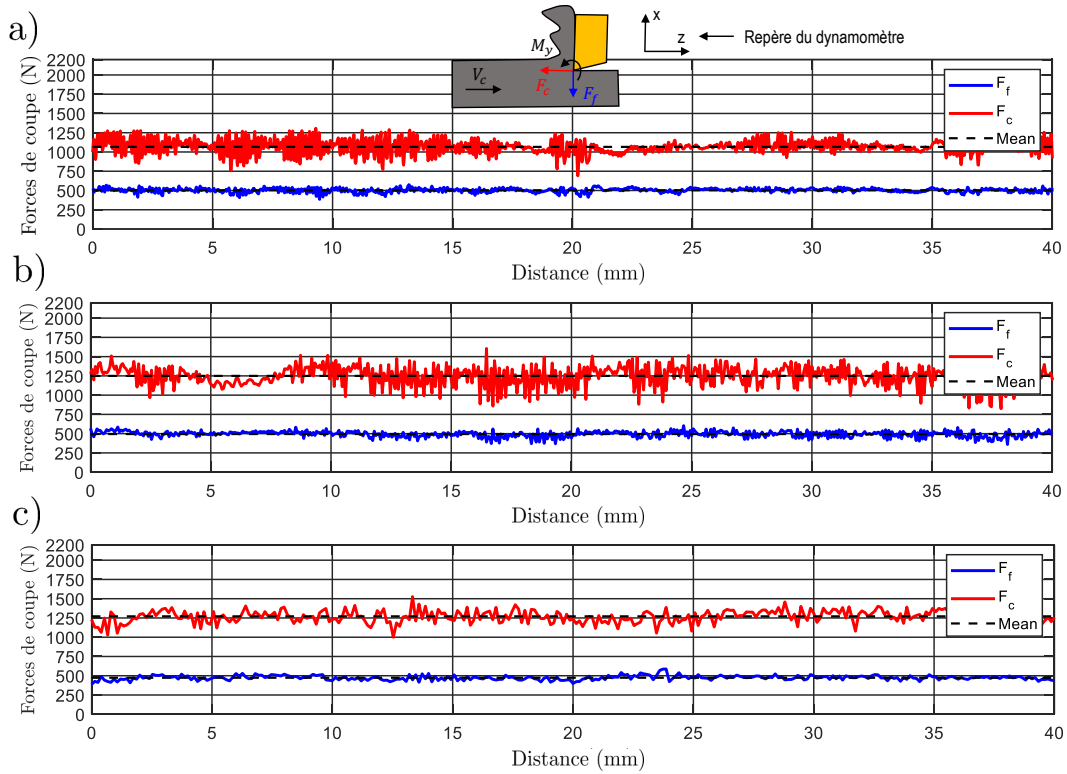 a)
Forces de coupe (N)
2200
2000
1750
1500
1250
1000
750
500
250
0
V_c
M_y
F_c
F_f
x
z
Repère du dynamomètre
F_f
F_c
Mean
0 5 10 15 20 25 30 35 40
Distance (mm)
b)
Forces de coupe (N)
2200
2000
1750
1500
1250
1000
750
500
250
0
F_f
F_c
Mean
0 5 10 15 20 25 30 35 40
Distance (mm)
c)
Forces de coupe (N)
2200
2000
1750
1500
1250
1000
750
500
250
0
F_f
F_c
Mean
0 5 10 15 20 25 30 35 40
Distance (mm)